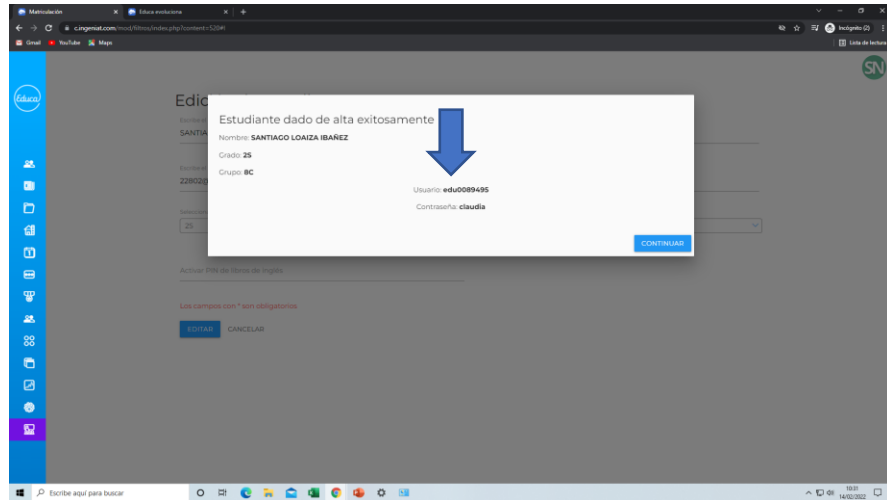 Matriculación
Educa evoluciona
c.ingeniat.com/mod/filtros/index.php?content=528#!
Incógnito (2)
Gmail
YouTube
Maps
Lista de lectura
SN
éduca
Edic
SANTIA
22802@
25
Estudiante dado de alta exitosamente
Nombre: SANTIAGO LOAIZA IBAÑEZ
Grado: 2S
Grupo: 8C
Usuario: edu0089495
Contraseña: claudia
CONTINUAR
Activar PIN de libros de inglés
Los campos con * son obligatorios
EDITAR CANCELAR
Escribe aquí para buscar
10:31
14/02/2022